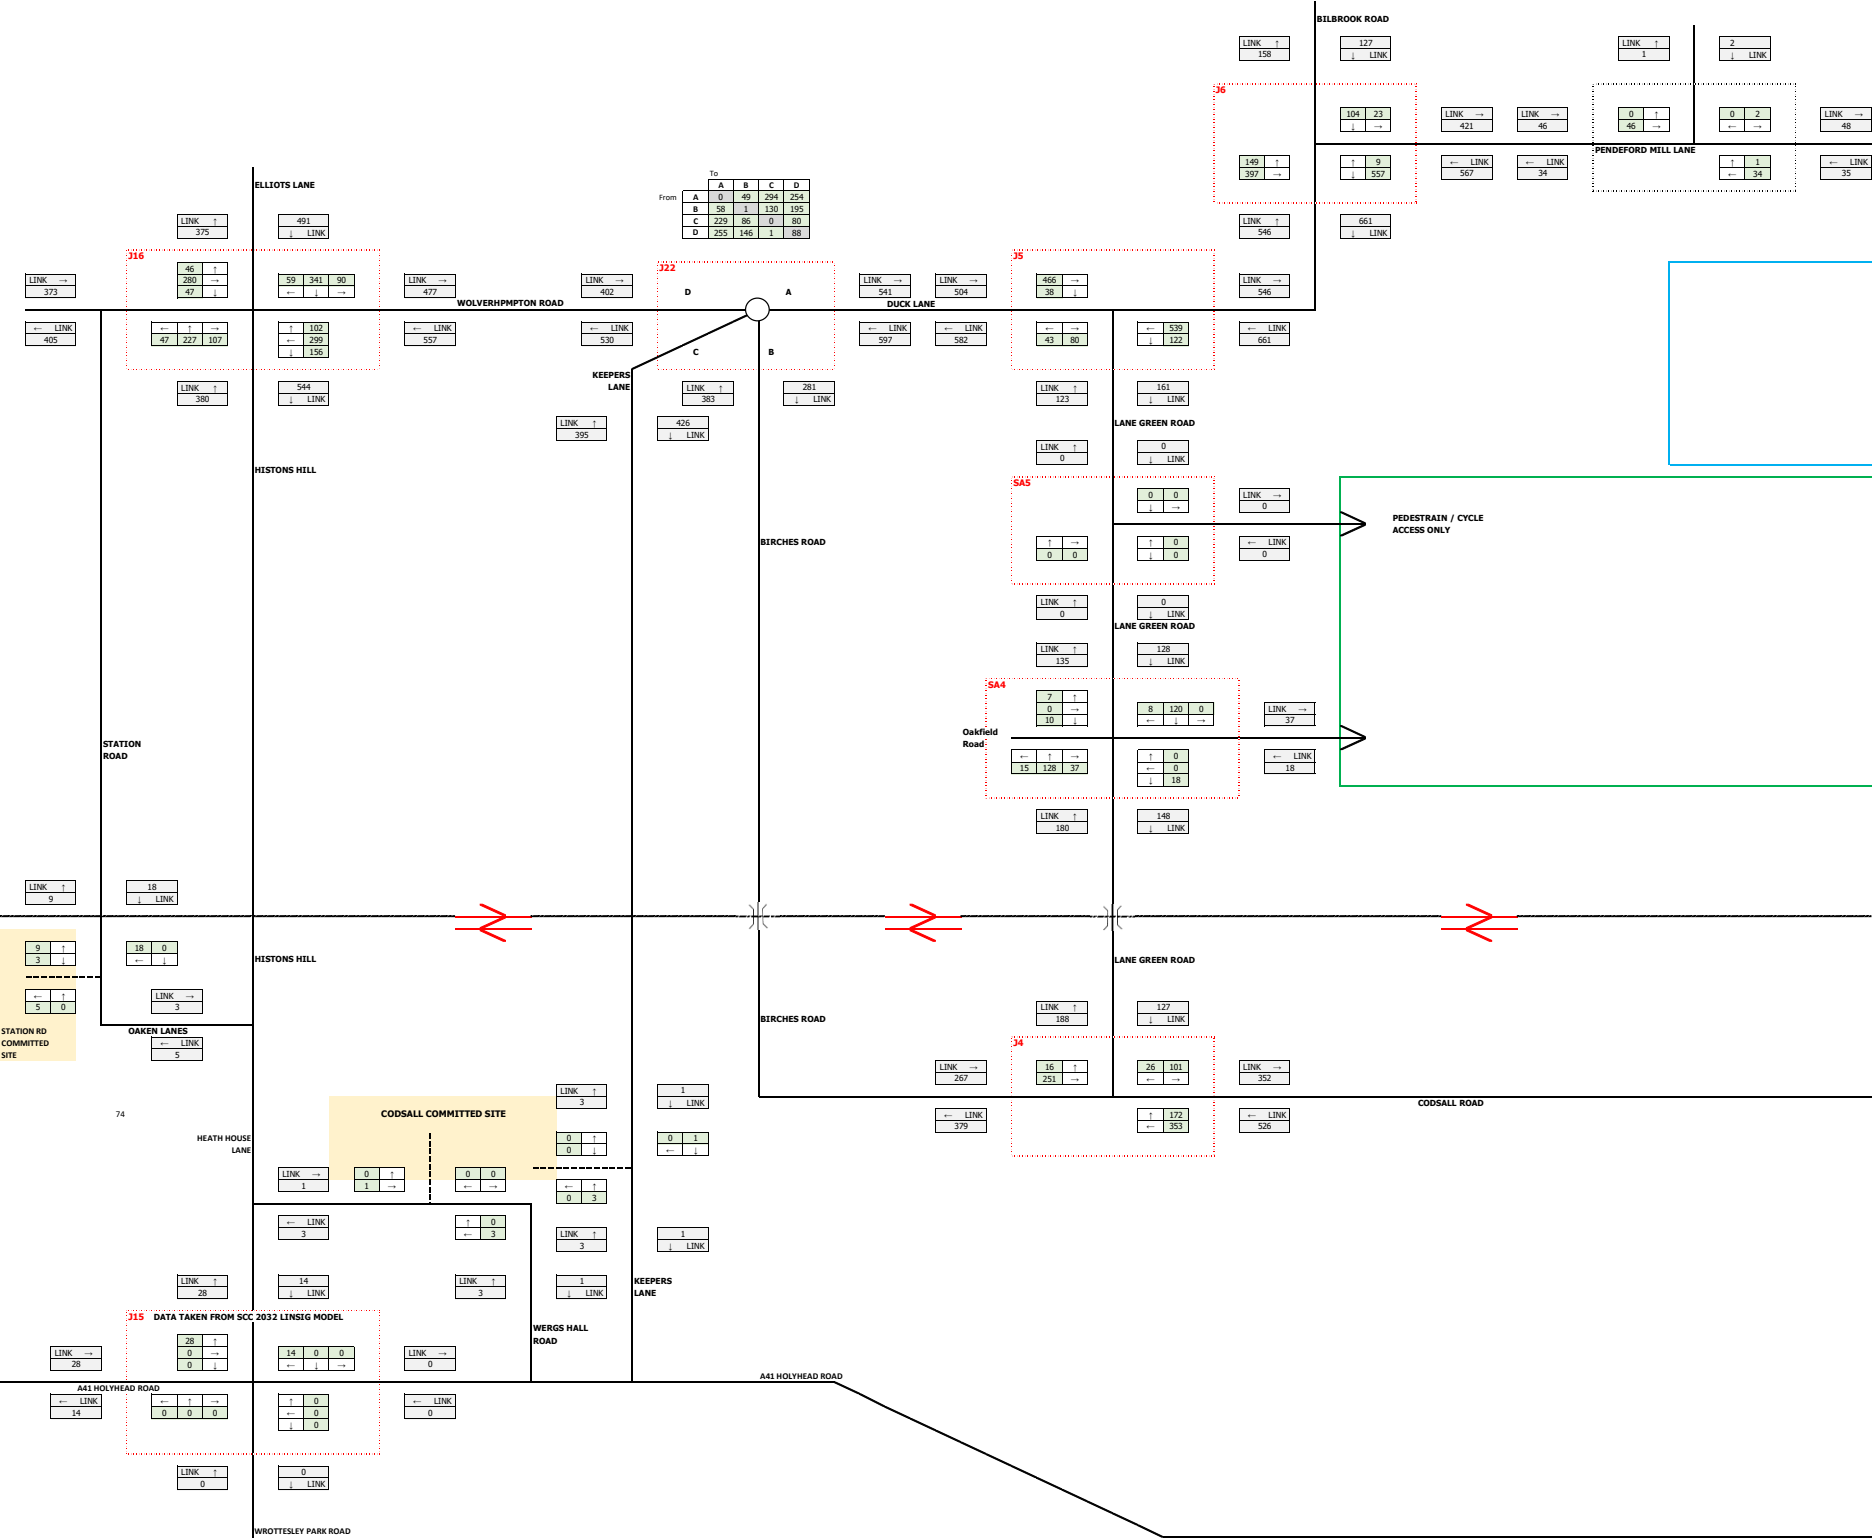 BILBROOK ROAD
LINK ↑ 127 LINK ↑ 2
158 ↓ LINK 1 ↓ LINK
J6
104 23 LINK → LINK → 0 ↑ 0 2 LINK →
↓ → 421 46 46 → ← → 48
PENDEFORD MILL LANE
149 ↑ ↑ 9 ← LINK ← LINK ↑ 1 ← LINK
397 → ↓ 557 567 34 ← 34 35
LINK ↑ 661
546 ↓ LINK
ELLIOTS LANE
To
A B C D
From A 0 49 294 254
B 58 1 130 195
C 229 86 0 80
D 255 146 1 88
LINK ↑ 491
375 ↓ LINK
J16
46 ↑
280 →
47 ↓
59 341 90
← ↓ →
LINK →
373
LINK →
477
← LINK
405
← ↑ →
47 227 107
↑ 102
← 299
↓ 156
← LINK
557
LINK ↑ 544
380 ↓ LINK
WOLVERHPMPTON ROAD
J22
LINK →
402
D A
C B
← LINK
530
LINK →
541
← LINK
597
LINK ↑ 281
383 ↓ LINK
KEEPERS
LANE
LINK ↑ 426
395 ↓ LINK
DUCK LANE
LINK →
504
← LINK
582
J5
466 →
38 ↓
← →
43 80
← 539
↓ 122
LINK →
546
← LINK
661
LINK ↑ 161
123 ↓ LINK
LANE GREEN ROAD
LINK ↑ 0
0 ↓ LINK
HISTONS HILL
BIRCHES ROAD
SA5
0 0
↓ →
LINK →
0
↑ →
0 0
↑ 0
↓ 0
← LINK
0
PEDESTRAIN / CYCLE
ACCESS ONLY
LINK ↑ 0
0 ↓ LINK
LANE GREEN ROAD
LINK ↑ 128
135 ↓ LINK
SA4
7 ↑
0 →
10 ↓
8 120 0
← ↓ →
LINK →
37
Oakfield
Road
← ↑ →
15 128 37
↑ 0
← 0
↓ 18
← LINK
18
LINK ↑ 148
180 ↓ LINK
STATION
ROAD
LINK ↑ 18
9 ↓ LINK
9 ↑ 18 0
3 ↓ ← ↓
← ↑
5 0
LINK →
3
STATION RD
COMMITTED
SITE
OAKEN LANES
← LINK
5
HISTONS HILL
LANE GREEN ROAD
BIRCHES ROAD
LINK ↑ 127
188 ↓ LINK
J4
LINK →
267
16 ↑ 26 101
251 → ← →
LINK →
352
← LINK
379
↑ 172
← 353
← LINK
526
CODSALL ROAD
74
HEATH HOUSE
LANE
CODSALL COMMITTED SITE
LINK ↑ 1
3 ↓ LINK
0 ↑ 0 1
0 ↓ ← ↓
← ↑
0 3
LINK →
1
0 ↑ 0 0
1 → ← →
← LINK
3
↑ 0
← 3
LINK ↑ 1
3 ↓ LINK
LINK ↑ 14
28 ↓ LINK
LINK ↑ 1
3 ↓ LINK
KEEPERS
LANE
WERGS HALL
ROAD
J15 DATA TAKEN FROM SCC 2032 LINSIG MODEL
28 ↑
0 →
0 ↓
14 0 0
← ↓ →
LINK →
28
LINK →
0
A41 HOLYHEAD ROAD
A41 HOLYHEAD ROAD
← LINK
14
← ↑ →
0 0 0
↑ 0
← 0
↓ 0
← LINK
0
LINK ↑ 0
0 ↓ LINK
WROTTESLEY PARK ROAD